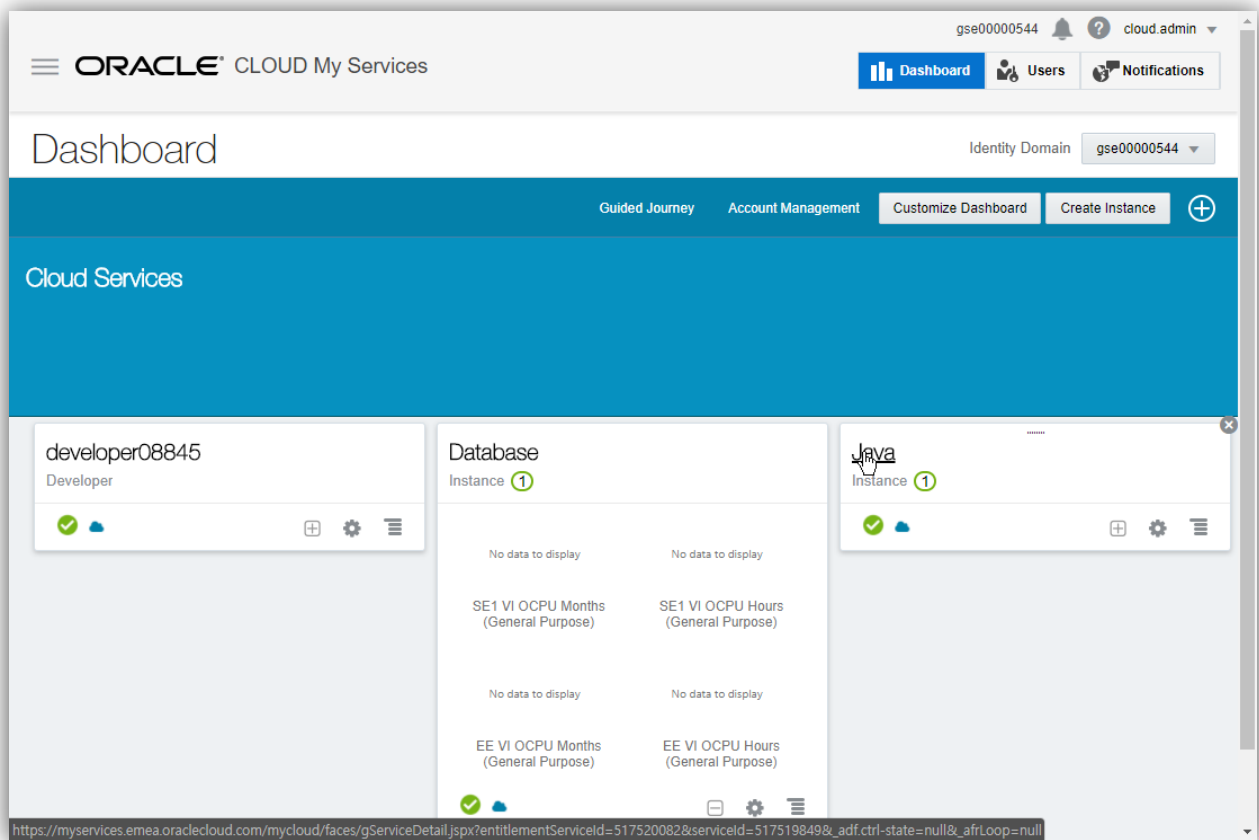 gse00000544 ? cloud.admin
ORACLE CLOUD My Services
Dashboard Users Notifications
Dashboard
Identity Domain gse00000544
Guided Journey Account Management Customize Dashboard Create Instance
Cloud Services
developer08845
Developer
Database
Instance 1
No data to display No data to display
SE1 VI OCPU Months SE1 VI OCPU Hours
(General Purpose) (General Purpose)
No data to display No data to display
EE VI OCPU Months EE VI OCPU Hours
(General Purpose) (General Purpose)
Java
Instance 1
https://myservices.emea.oraclecloud.com/mycloud/faces/gServiceDetail.jspx?entitlementServiceId=517520082&serviceId=517519849&_adf.ctrl-state=null&_afrLoop=null